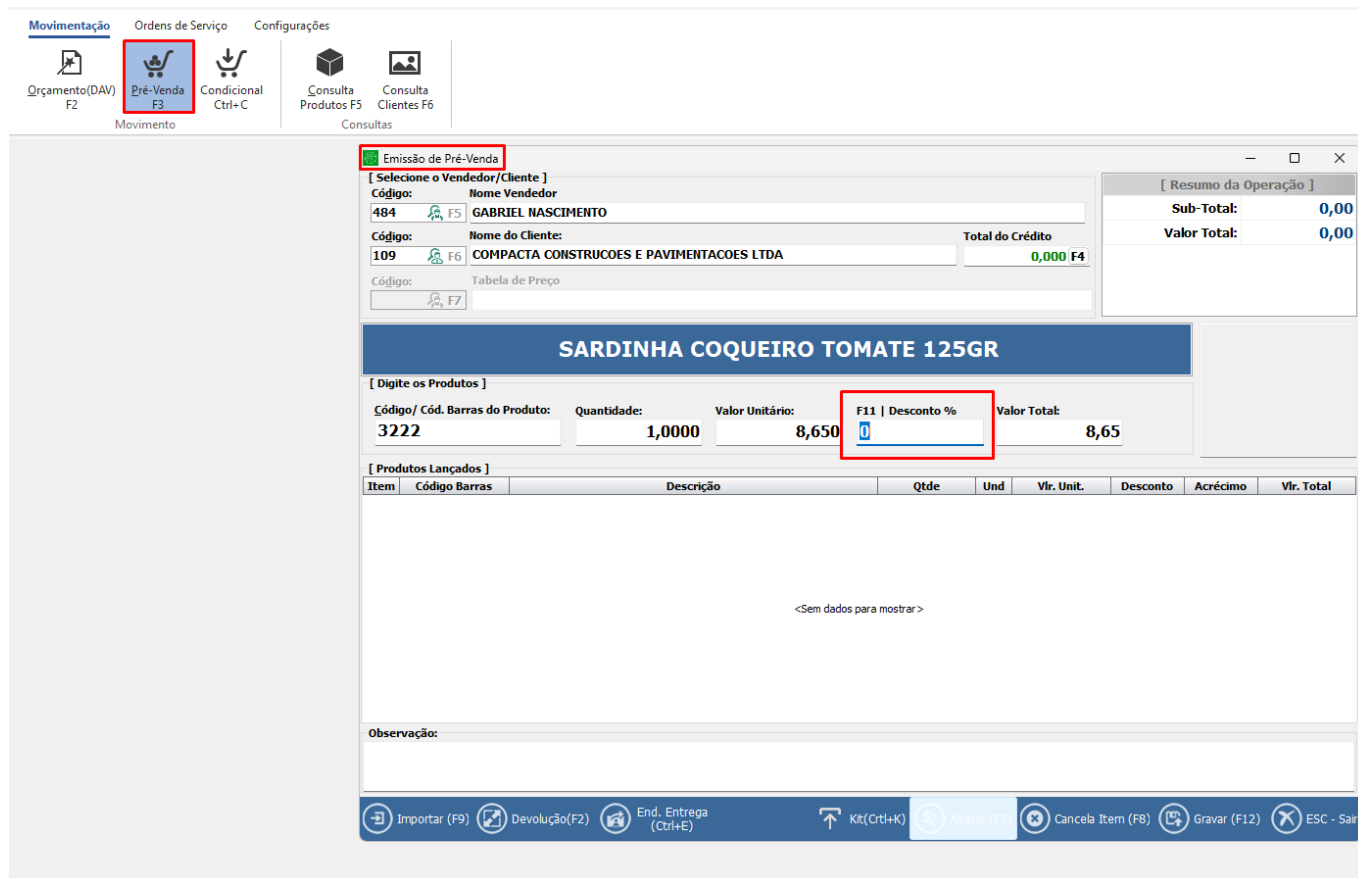 Movimentação Ordens de Serviço Configurações
Orçamento(DAV) Pré-Venda Condicional Consulta Consulta
F2 F3 Ctrl+C Produtos F5 Clientes F6
Movimento Consultas
Emissão de Pré-Venda
[ Selecione o Vendedor/Cliente ]
[ Resumo da Operação ]
Código: Nome Vendedor
484 F5 GABRIEL NASCIMENTO
Sub-Total: 0,00
Código: Nome do Cliente: Total do Crédito
Valor Total: 0,00
109 F6 COMPACTA CONSTRUCOES E PAVIMENTACOES LTDA 0,000 F4
Código: Tabela de Preço
F7
SARDINHA COQUEIRO TOMATE 125GR
[ Digite os Produtos ]
Código/ Cód. Barras do Produto: Quantidade: Valor Unitário: F11 | Desconto % Valor Total:
3222 1,0000 8,650 0 8,65
[ Produtos Lançados ]
Item Código Barras Descrição Qtde Und Vlr. Unit. Desconto Acrécimo Vlr. Total
<Sem dados para mostrar>
Observação:
Importar (F9) Devolução(F2) End. Entrega (Ctrl+E) Kit(Crtl+K) Alterar (F3) Cancela Item (F8) Gravar (F12) ESC - Sair